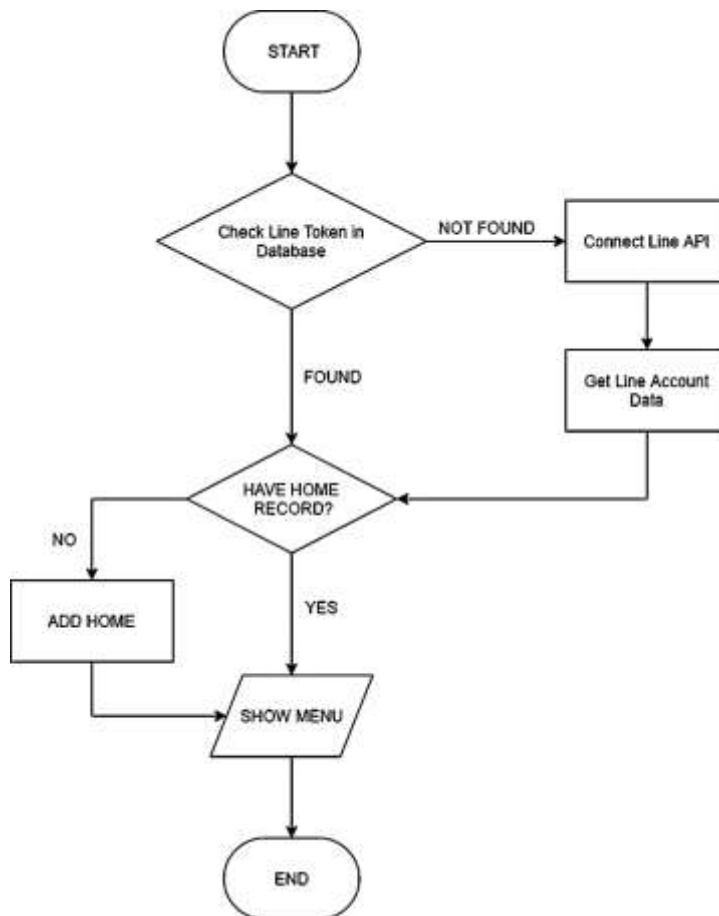 START
Check Line Token in
Database
NOT FOUND
Connect Line API
FOUND
Get Line Account
Data
HAVE HOME
RECORD?
NO
YES
ADD HOME
SHOW MENU
END